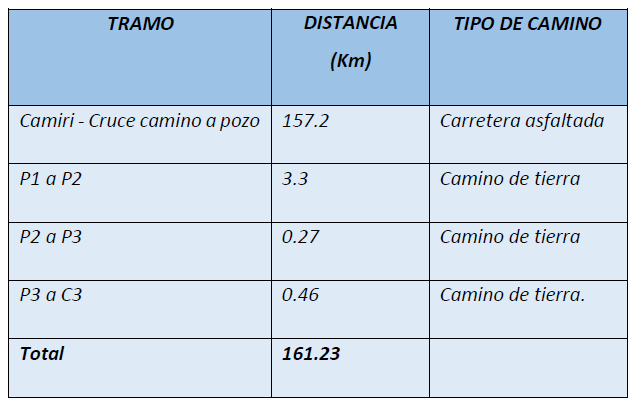 TRAMO DISTANCIA (Km) TIPO DE CAMINO
Camiri - Cruce camino a pozo 157.2 Carretera asfaltada
P1 a P2 3.3 Camino de tierra
P2 a P3 0.27 Camino de tierra
P3 a C3 0.46 Camino de tierra.
Total 161.23